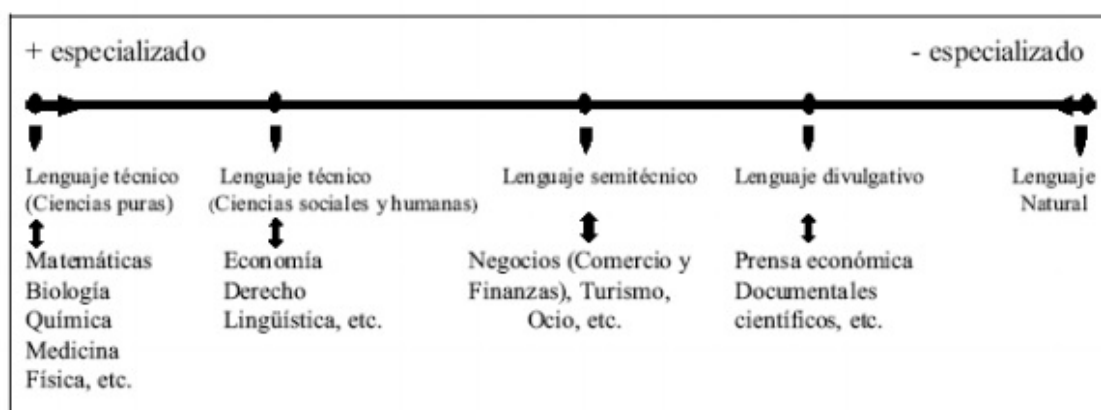 + especializado
- especializado
Lenguaje técnico
(Ciencias puras)
Matemáticas
Biología
Química
Medicina
Física, etc.
Lenguaje técnico
(Ciencias sociales y humanas)
Economía
Derecho
Lingüística, etc.
Lenguaje semitécnico
Negocios (Comercio y
Finanzas), Turismo,
Ocio, etc.
Lenguaje divulgativo
Prensa económica
Documentales
científicos, etc.
Lenguaje
Natural